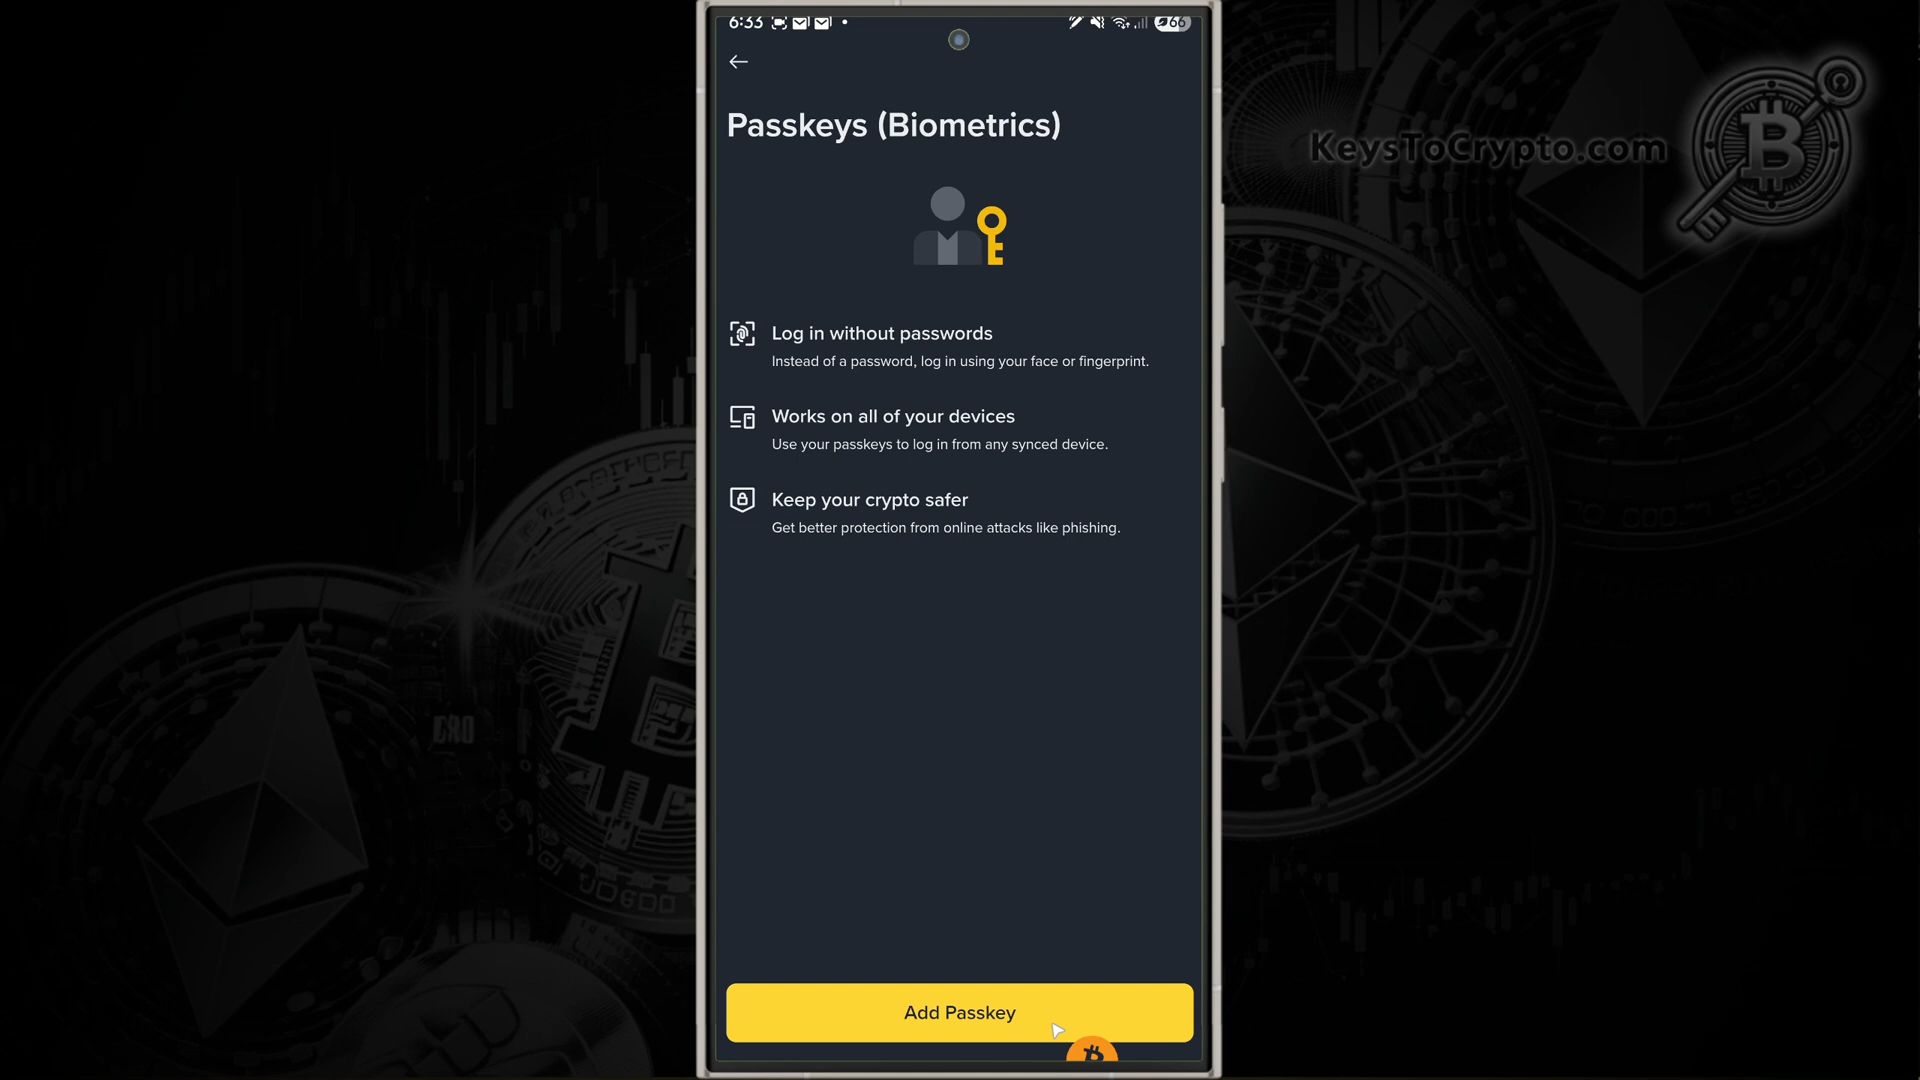 6:33
66
KeysToCrypto.com
Passkeys (Biometrics)
Log in without passwords
Instead of a password, log in using your face or fingerprint.
Works on all of your devices
Use your passkeys to log in from any synced device.
Keep your crypto safer
Get better protection from online attacks like phishing.
Add Passkey